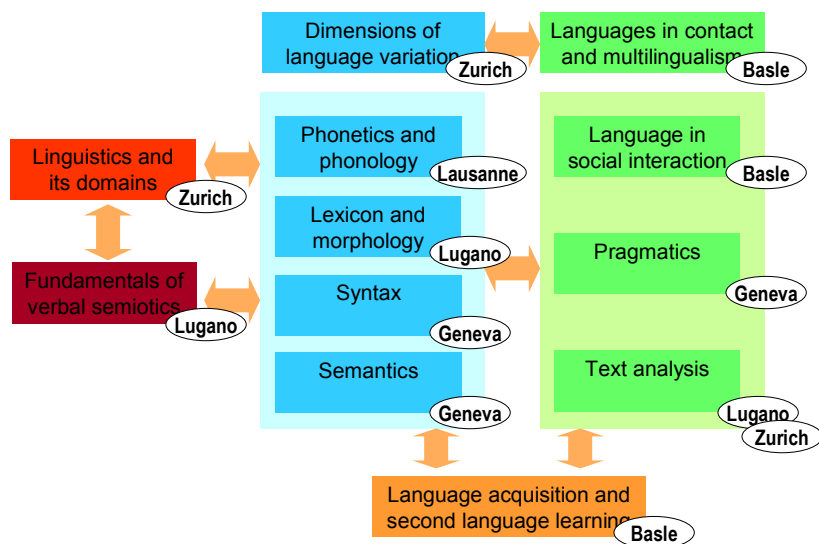 Dimensions of
language variation
Zurich
Languages in contact
and multilingualism
Basle
Linguistics and
its domains
Zurich
Phonetics and
phonology
Lausanne
Language in
social interaction
Basle
Lexicon and
morphology
Lugano
Fundamentals of
verbal semiotics
Lugano
Syntax
Geneva
Pragmatics
Geneva
Semantics
Geneva
Text analysis
Lugano
Zurich
Language acquisition and
second language learning
Basle